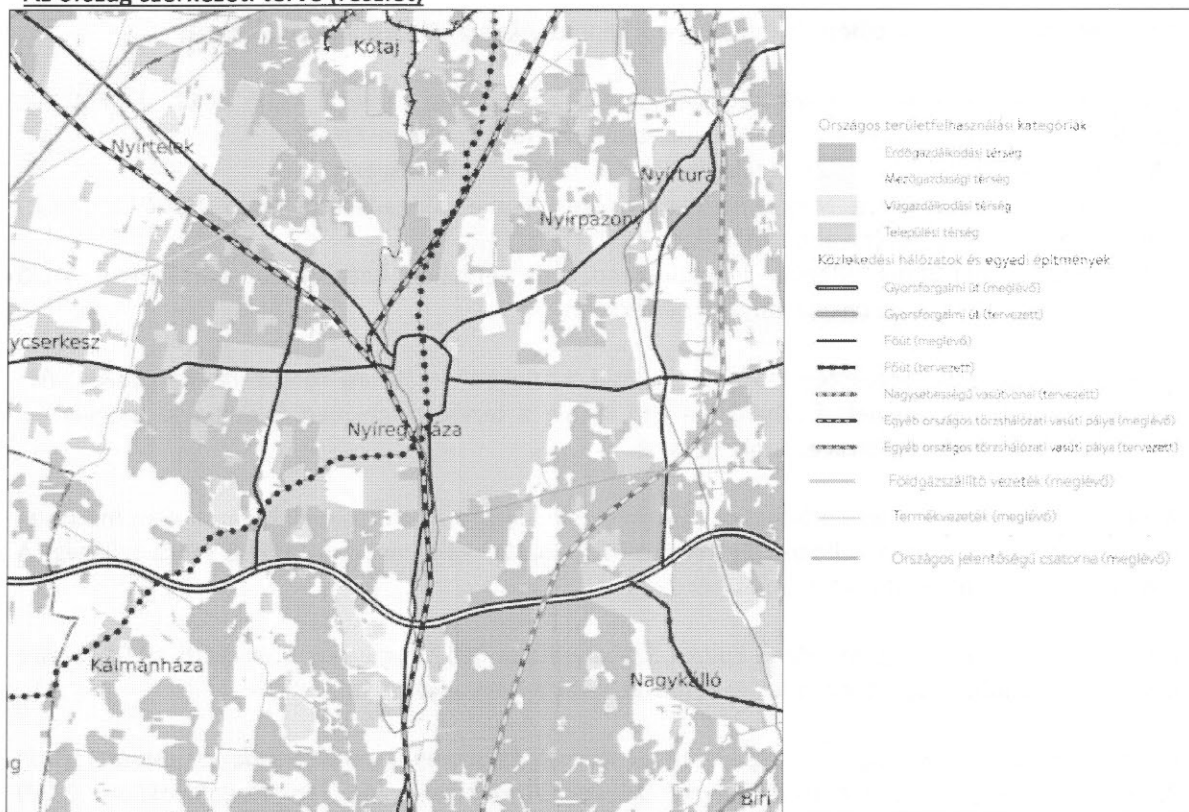 Kótaj
Nyírtelek
Nyírtura
Nyírpazony
ycserkesz
Nyíregyháza
Kálmánháza
Nagykálló
Biri
Országos területfelhasználási kategóriák
Erdőgazdálkodási térség
Mezőgazdasági térség
Vízgazdálkodási térség
Települési térség
Közlekedési hálózatok és egyedi építmények
Gyorsforgalmi út (meglévő)
Gyorsforgalmi út (tervezett)
Főút (meglévő)
Főút (tervezett)
Nagysebességű vasútvonal (tervezett)
Egyéb országos törzshálózati vasúti pálya (meglévő)
Egyéb országos törzshálózati vasúti pálya (tervezett)
Földgázszállító vezeték (meglévő)
Termékvezeték (meglévő)
Országos jelentőségű csatorna (meglévő)